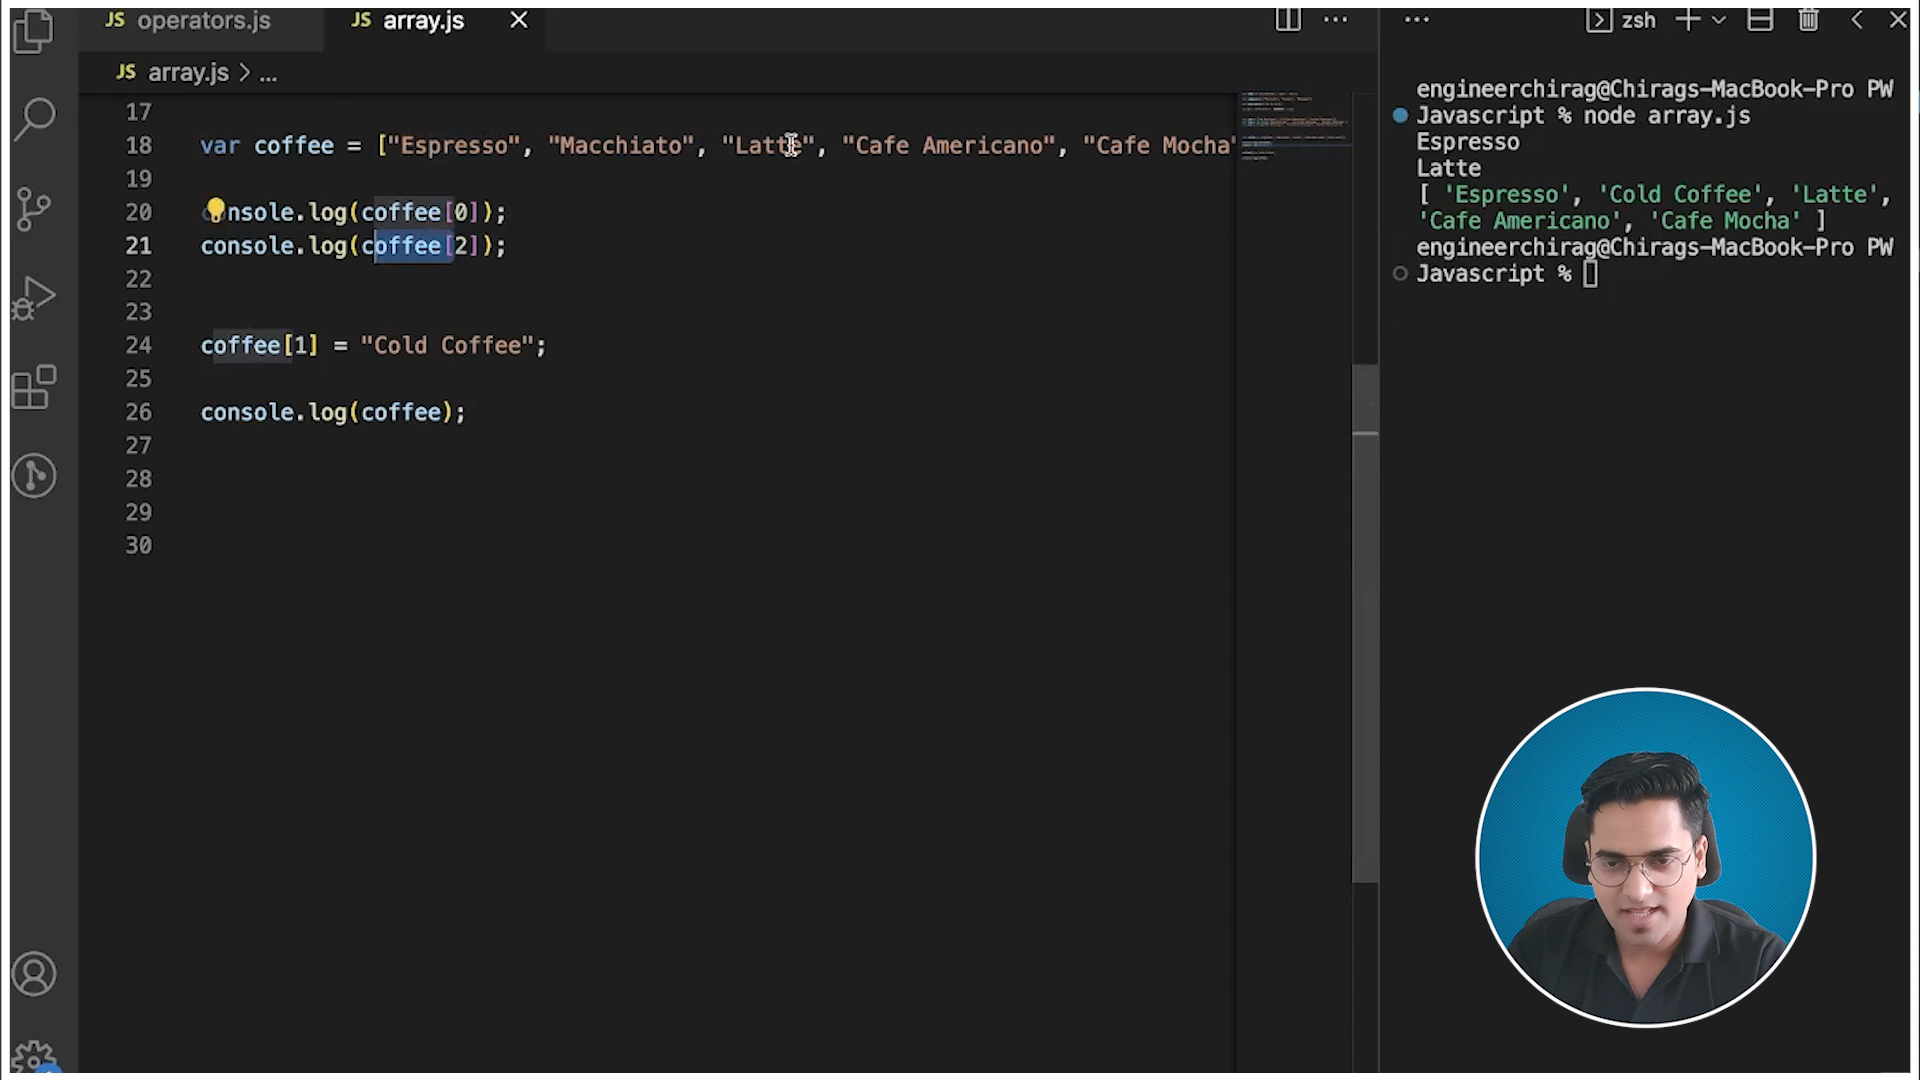 JS operators.js
JS array.js
zsh
JS array.js > ...
17
18 var coffee = ["Espresso", "Macchiato", "Latte", "Cafe Americano", "Cafe Mocha"
19
20 console.log(coffee[0]);
21 console.log(coffee[2]);
22
23
24 coffee[1] = "Cold Coffee";
25
26 console.log(coffee);
27
28
29
30
engineerchirag@Chirags-MacBook-Pro PW
Javascript % node array.js
Espresso
Latte
[ 'Espresso', 'Cold Coffee', 'Latte',
'Cafe Americano', 'Cafe Mocha' ]
engineerchirag@Chirags-MacBook-Pro PW
Javascript %